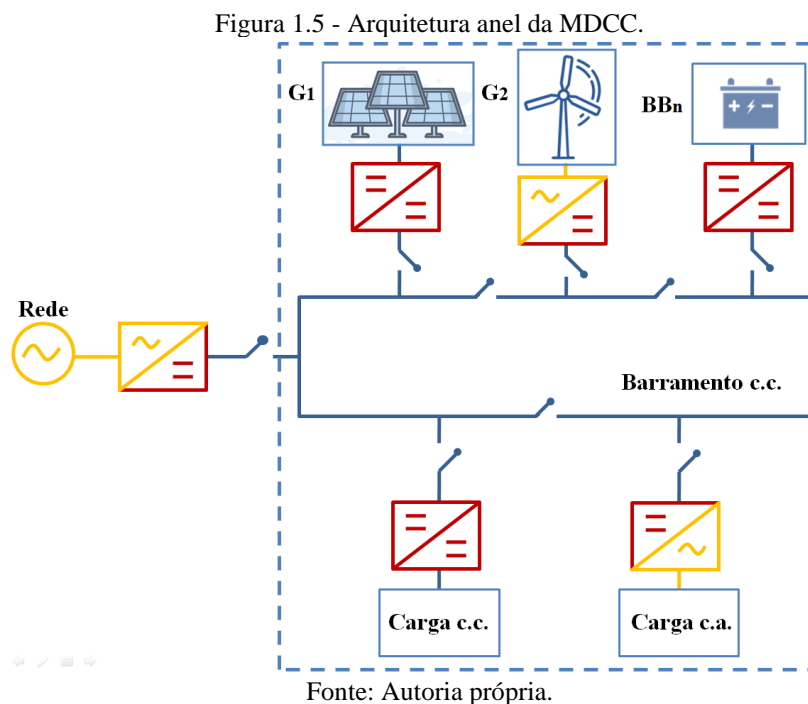 Figura 1.5 - Arquitetura anel da MDCC.
G1
G2
BBn
Rede
Barramento c.c.
Carga c.c.
Carga c.a.
Fonte: Autoria própria.